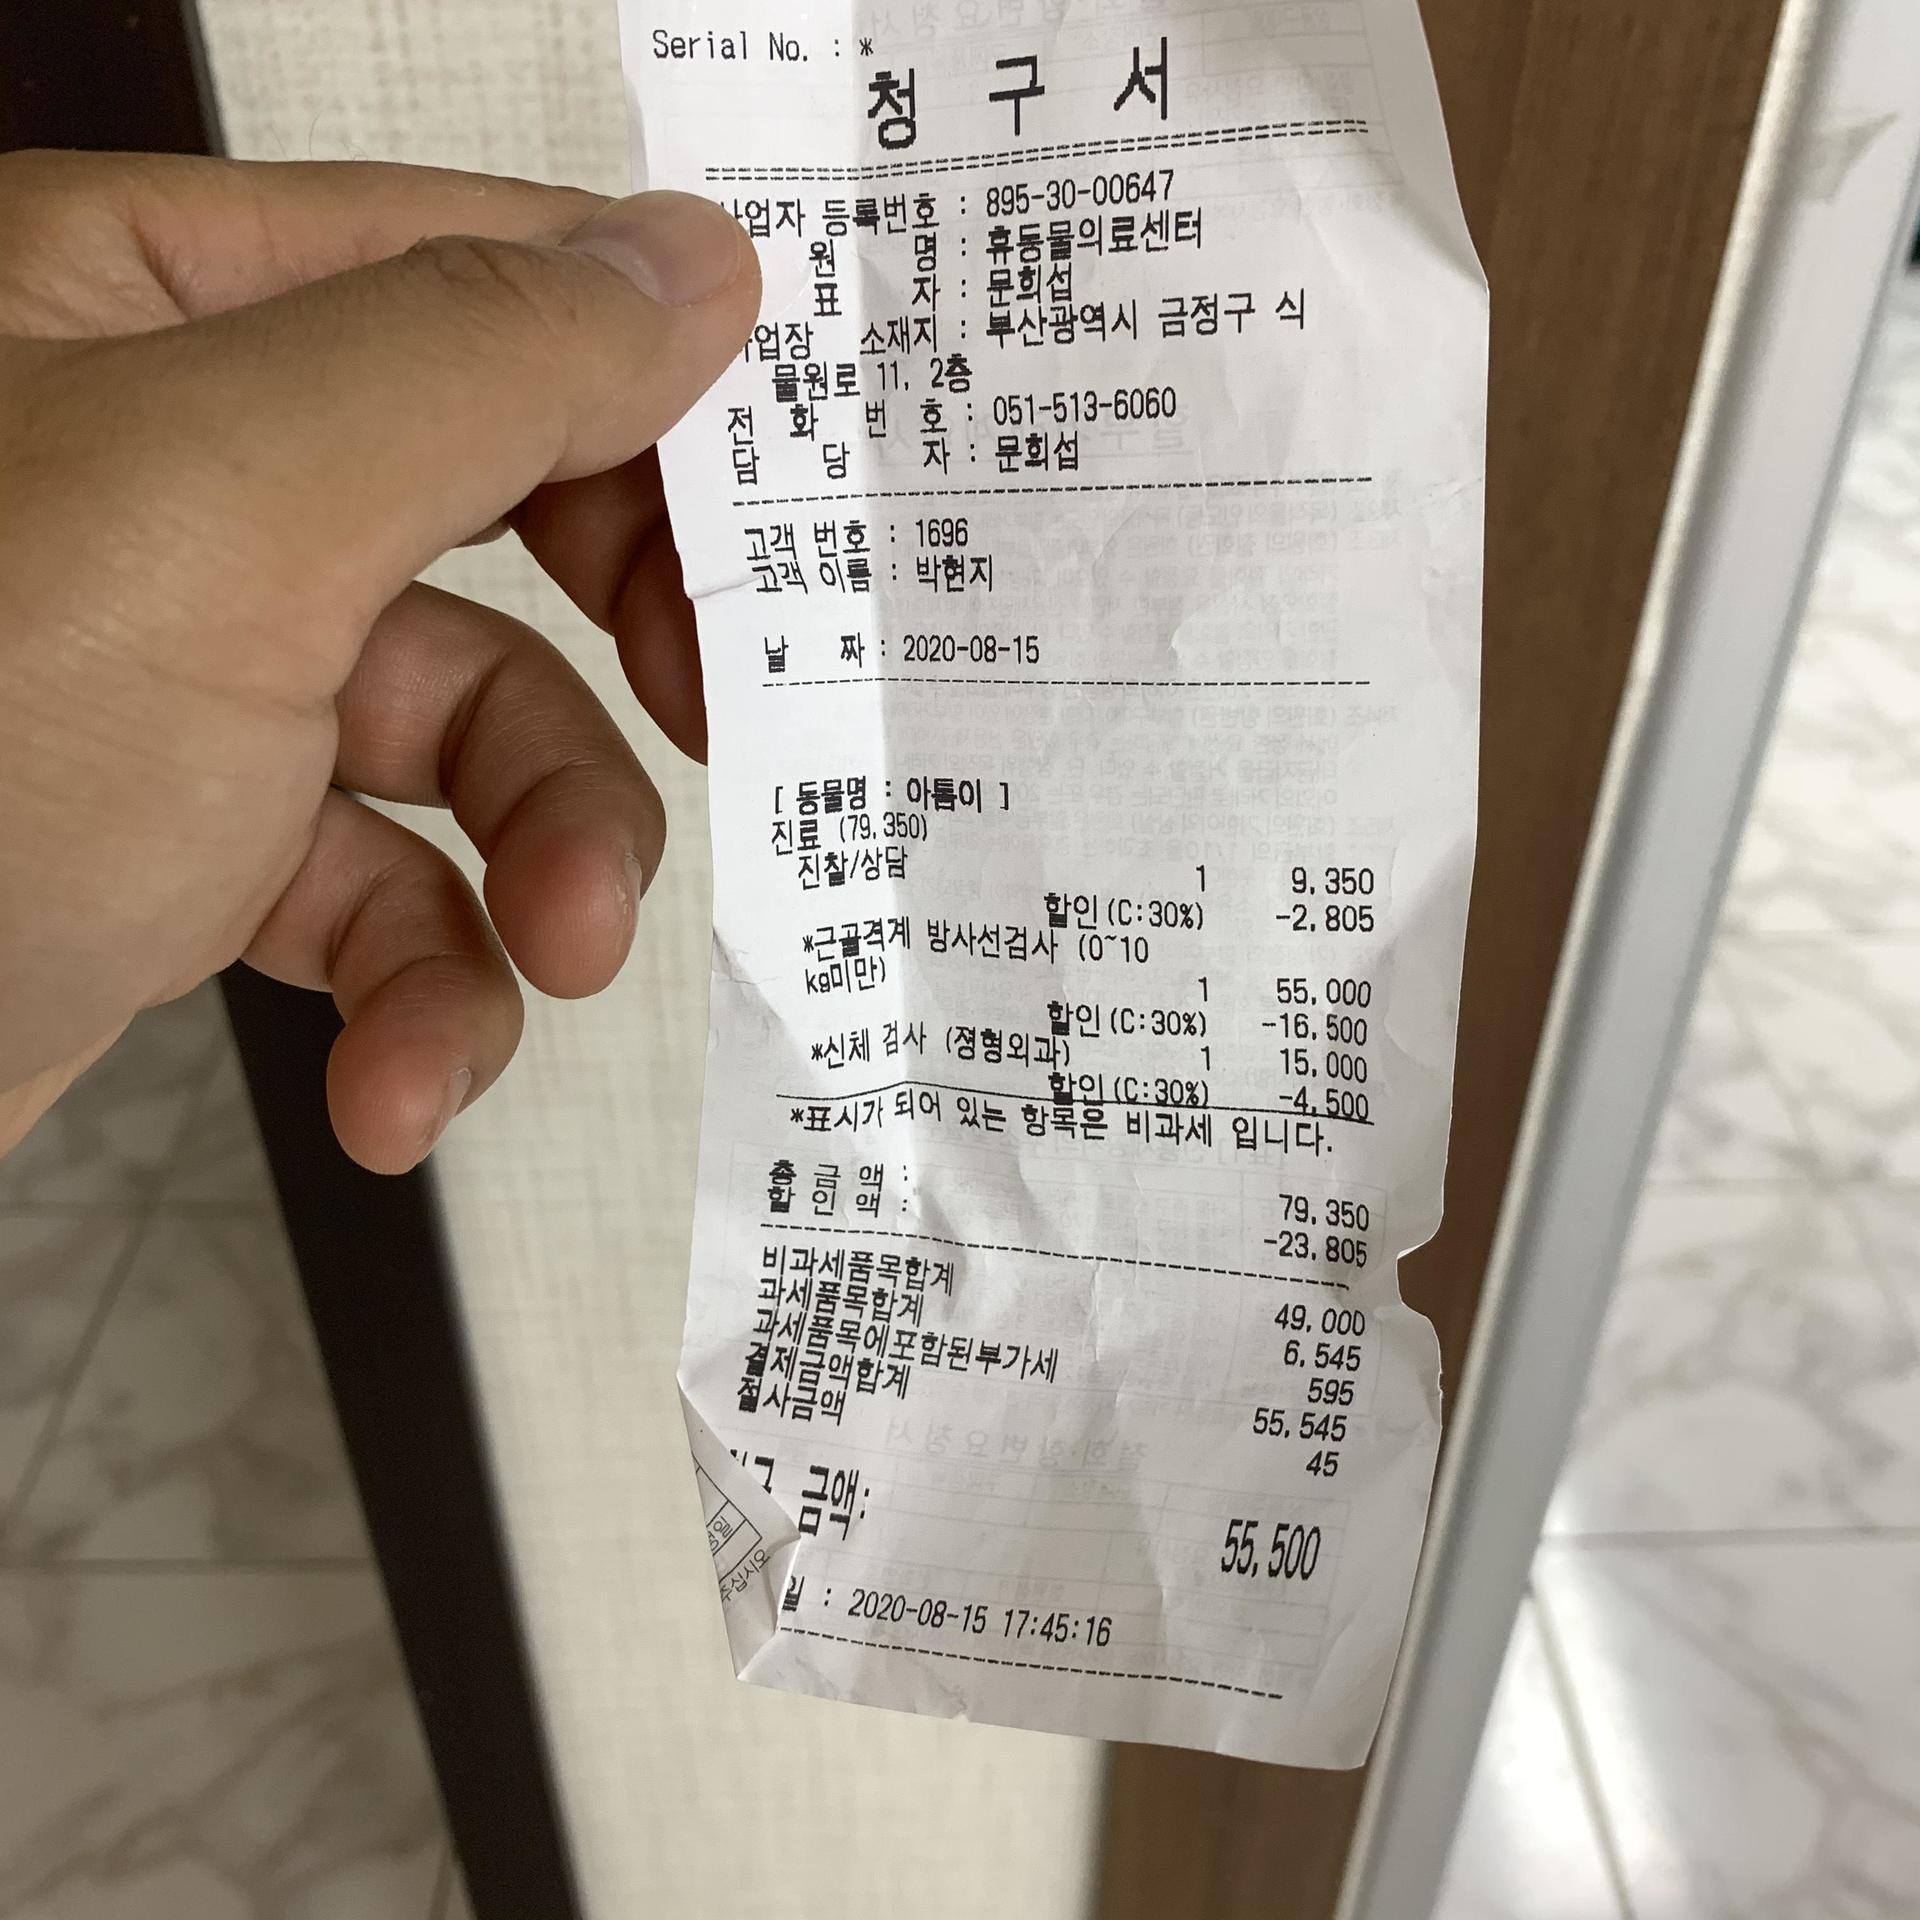 Serial No. : *
청 구 서
업자 등록번호 : 895-30-00647
원 명 : 휴동물의료센터
표 자 : 문희섭
업장 소재지 : 부산광역시 금정구 식
물원로 11, 2층
전 화 번 호 : 051-513-6060
담 당 자 : 문희섭
고객 번호 : 1696
고객 이름 : 박현지
날 짜 : 2020-08-15
[ 동물명 : 아톰이 ]
진료 (79,350)
진찰/상담 1 9,350
할인(C:30%) -2,805
*근골격계 방사선검사 (0~10
kg미만) 1 55,000
할인(C:30%) -16,500
*신체 검사 (정형외과) 1 15,000
할인(C:30%) -4,500
*표시가 되어 있는 항목은 비과세 입니다.
총 금 액 : 79,350
할 인 액 : -23,805
비과세품목합계 49,000
과세품목합계 6,545
과세품목에포함된부가세 595
결제금액합계 55,545
절사금액 45
금액: 55,500
일 : 2020-08-15 17:45:16
주십시오